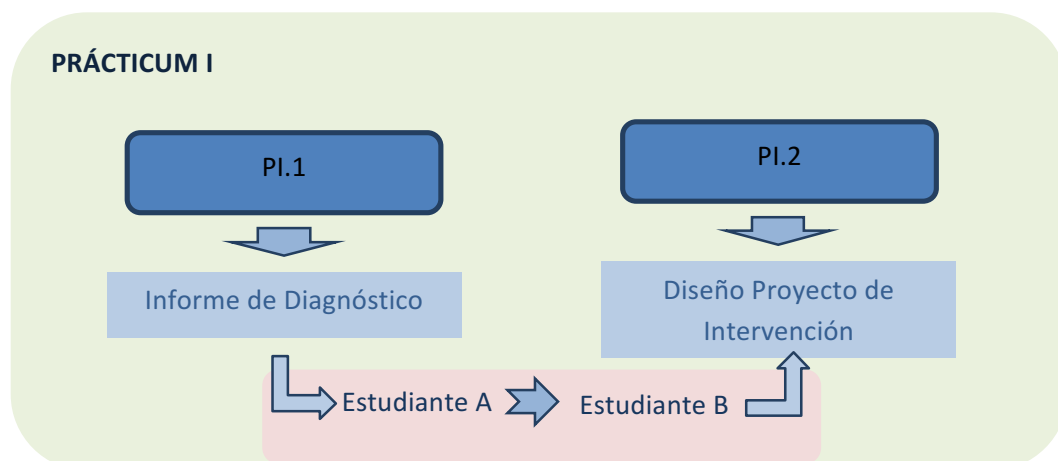 PRÁCTICUM I
PI.1
PI.2
Informe de Diagnóstico
Diseño Proyecto de
Intervención
Estudiante A
Estudiante B